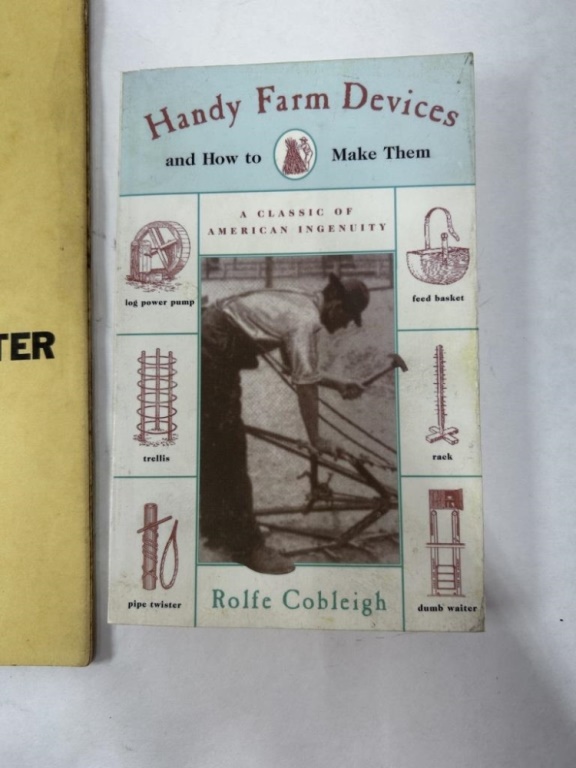 Handy Farm Devices
and How to Make Them
A CLASSIC OF
AMERICAN INGENUITY
log power pump
feed basket
TER
trellis
rack
pipe twister
Rolfe Cobleigh
dumb waiter